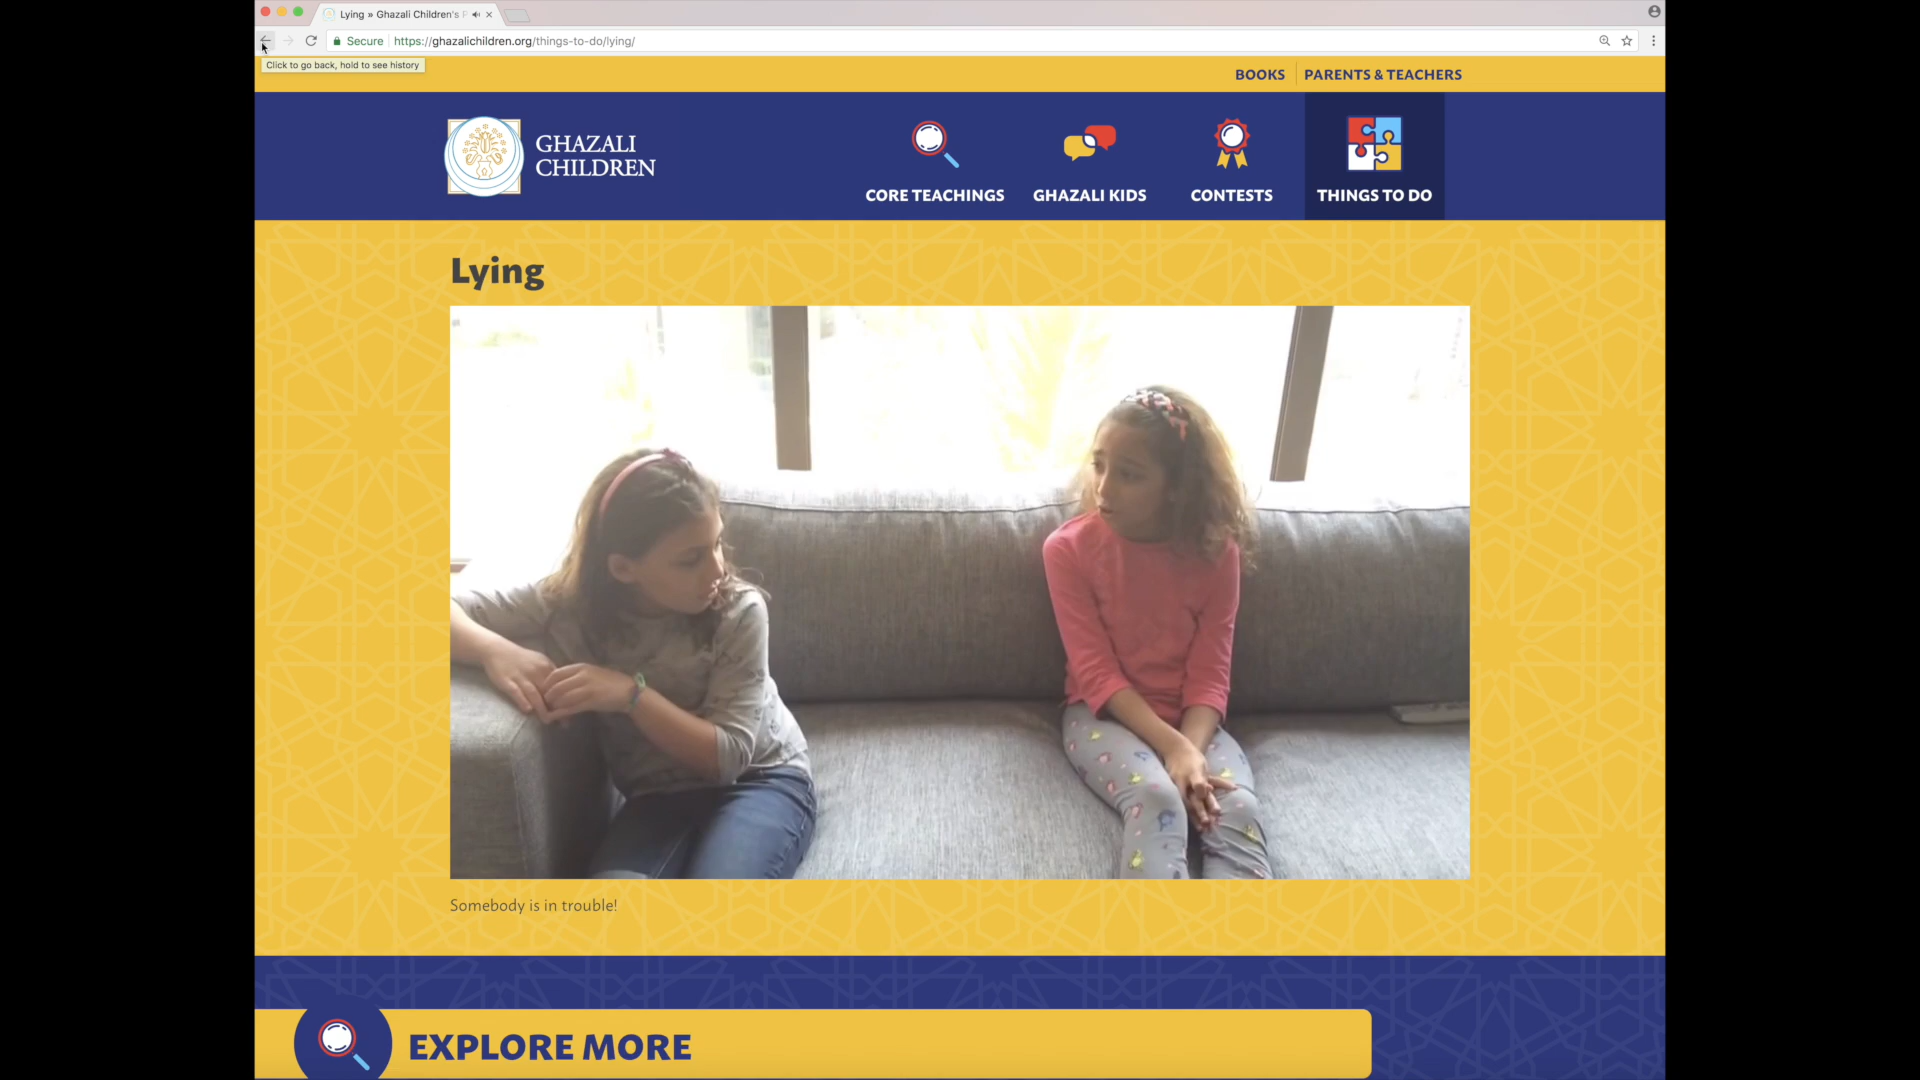 Lying » Ghazali Children's
Secure https://ghazalichildren.org/things-to-do/lying/
Click to go back, hold to see history
BOOKS PARENTS & TEACHERS
GHAZALI
CHILDREN
CORE TEACHINGS GHAZALI KIDS CONTESTS THINGS TO DO
Lying
Somebody is in trouble!
EXPLORE MORE